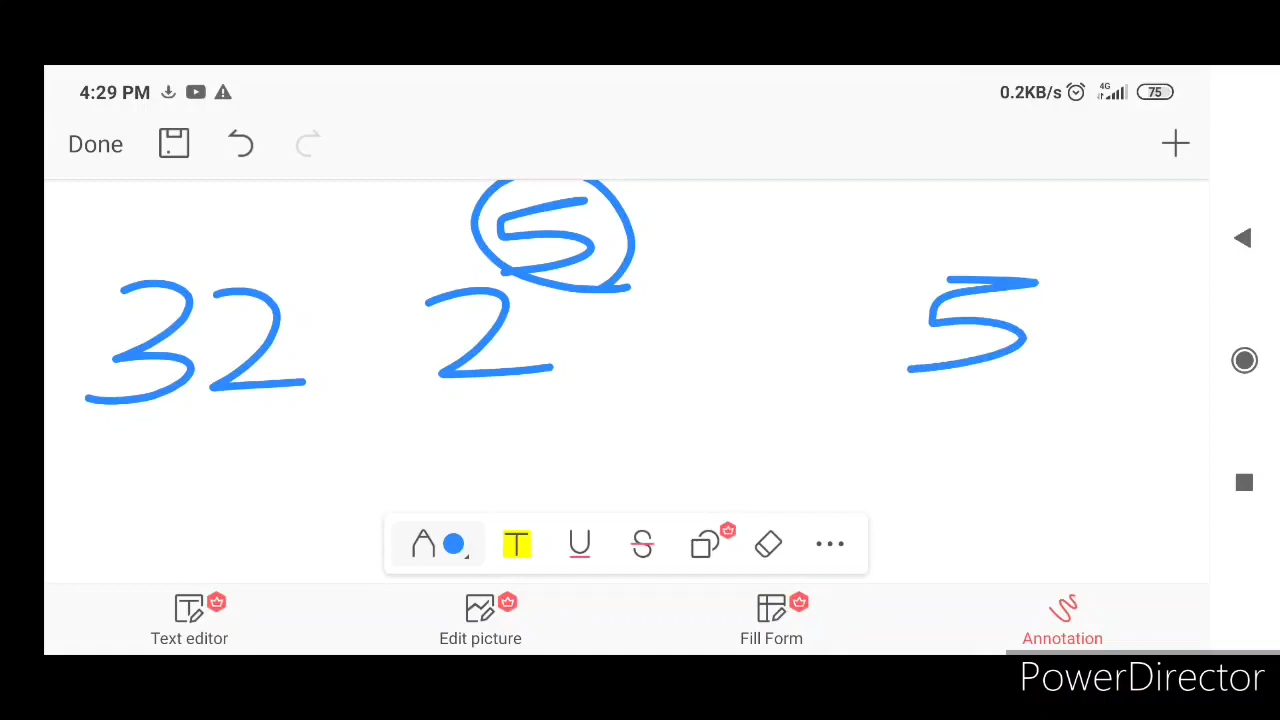 4:29 PM 0.2KB/s 4G 75
Done
5
32 2 5
T U S
Text editor Edit picture Fill Form Annotation
PowerDirector